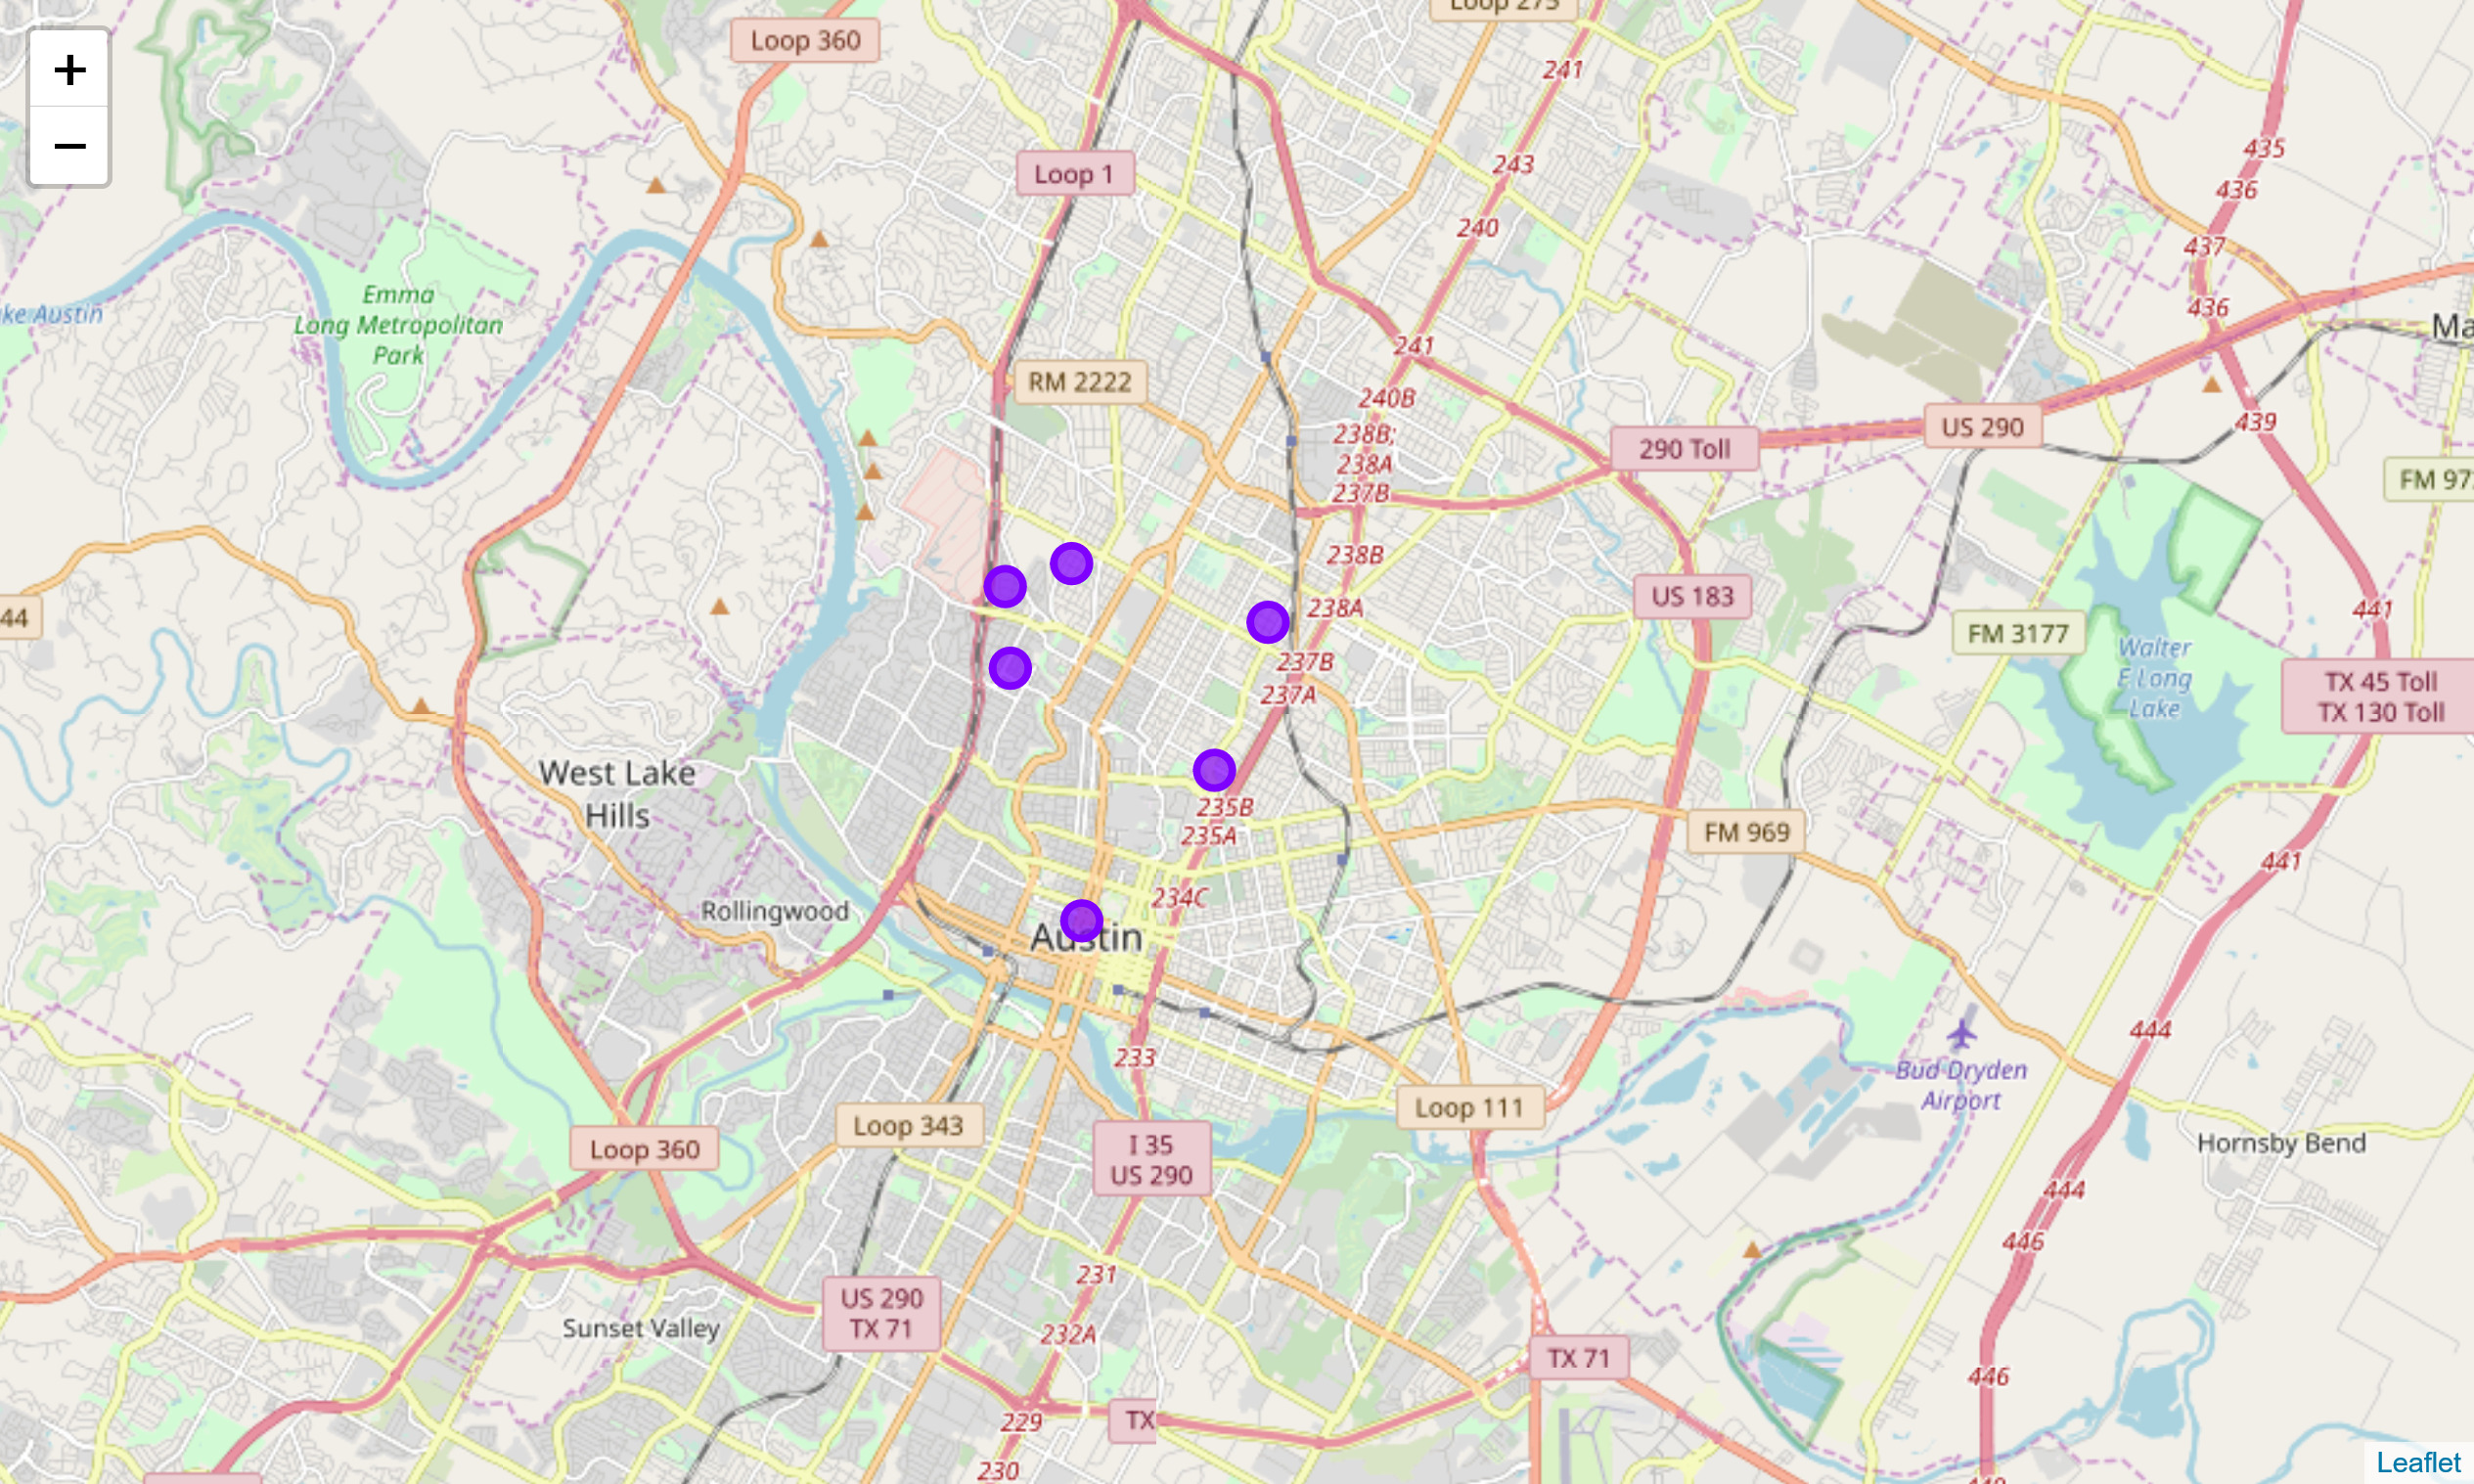 +
−
Loop 360
Loop 275
241
435
Loop 1
243
436
240
437
Emma
Long Metropolitan
Park
ke Austin
436
Ma
241
RM 2222
240B
439
238B;
238A
237B
290 Toll
US 290
FM 973
238B
US 183
44
238A
441
FM 3177
Walter
E Long
Lake
237B
237A
TX 45 Toll
TX 130 Toll
West Lake
Hills
235B
235A
FM 969
441
234C
Rollingwood
Austin
444
233
Bud Dryden
Airport
Loop 111
Loop 343
Hornsby Bend
Loop 360
I 35
US 290
444
446
231
US 290
TX 71
Sunset Valley
232A
TX 71
446
229
TX
230
Leaflet